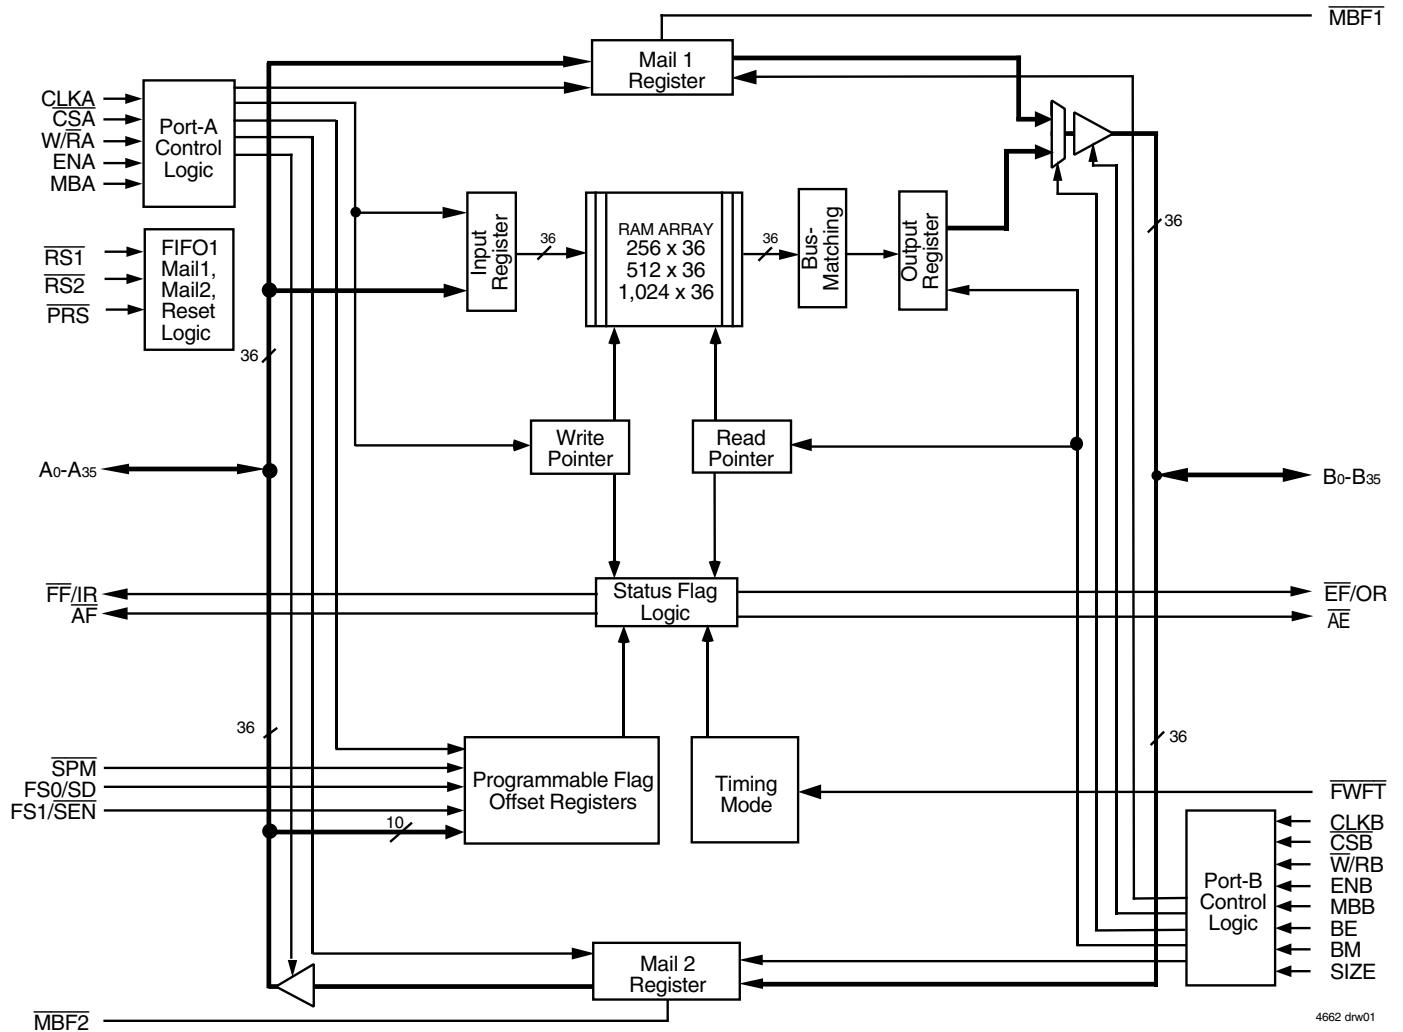 MBF1
Mail 1
Register
CLKA
CSA
W/RA
ENA
MBA
Port-A
Control
Logic
36
RS1
RS2
PRS
FIFO1
Mail1,
Mail2,
Reset
Logic
Input
Register
36
RAM ARRAY
256 x 36
512 x 36
1,024 x 36
36
Bus-
Matching
Output
Register
36
Write
Pointer
Read
Pointer
A0-A35
B0-B35
FF/IR
AF
Status Flag
Logic
EF/OR
AE
36
36
SPM
FS0/SD
FS1/SEN
10
Programmable Flag
Offset Registers
Timing
Mode
FWFT
CLKB
CSB
W/RB
ENB
MBB
BE
BM
SIZE
Port-B
Control
Logic
Mail 2
Register
MBF2
4662 drw01